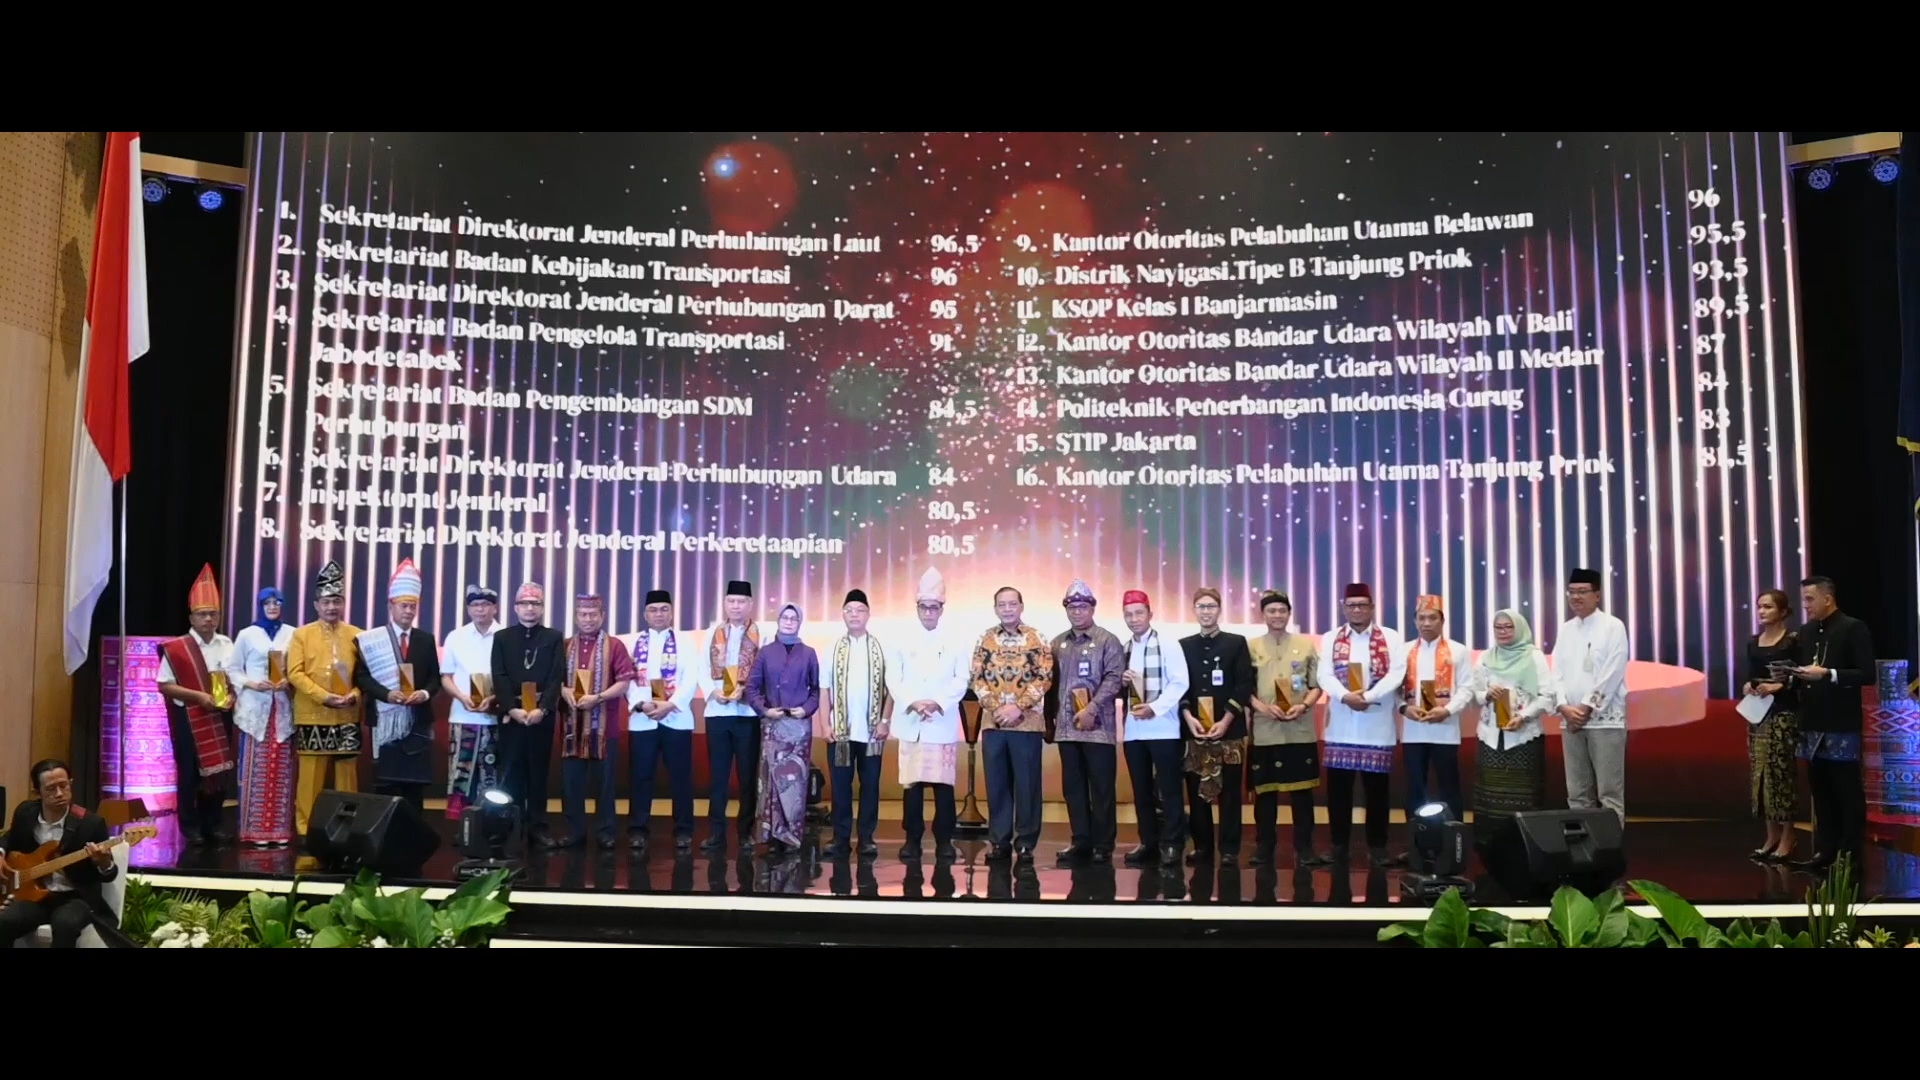 1. Sekretariat Direktorat Jenderal Perhubungan Laut 96,5
2. Sekretariat Badan Kebijakan Transportasi 96
3. Sekretariat Direktorat Jenderal Perhubungan Darat 95
4. Sekretariat Badan Pengelola Transportasi 91
Jabodetabek
5. Sekretariat Badan Pengembangan SDM 84,5
Perhubungan
6. Sekretariat Direktorat Jenderal Perhubungan Udara 84
7. Inspektorat Jenderal 80,5
8. Sekretariat Direktorat Jenderal Perkeretaapian 80,5
9. Kantor Otoritas Pelabuhan Utama Belawan 96
10. Distrik Navigasi Tipe B Tanjung Priok 95,5
11. KSOP Kelas I Banjarmasin 93,5
12. Kantor Otoritas Bandar Udara Wilayah IV Bali 89,5
13. Kantor Otoritas Bandar Udara Wilayah II Medan 87
14. Politeknik Penerbangan Indonesia Curug 84
15. STIP Jakarta 83
16. Kantor Otoritas Pelabuhan Utama Tanjung Priok 81,5